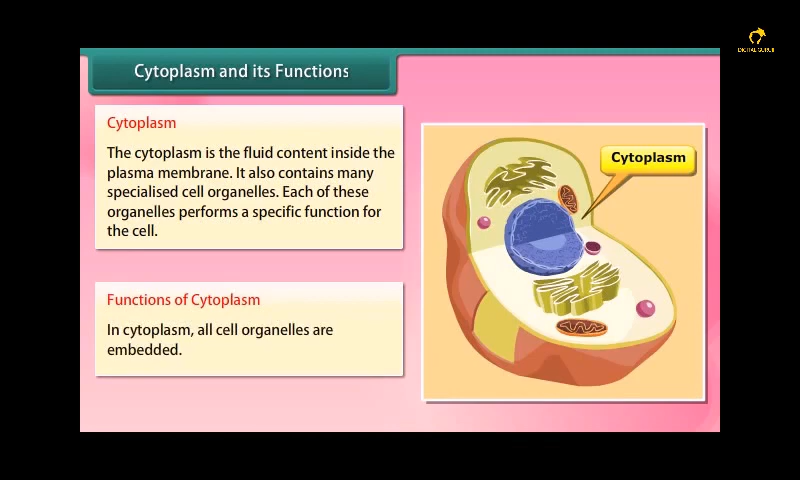 DIGITAL GURUJI
Cytoplasm and its Functions
Cytoplasm
The cytoplasm is the fluid content inside the
plasma membrane. It also contains many
specialised cell organelles. Each of these
organelles performs a specific function for
the cell.
Cytoplasm
Functions of Cytoplasm
In cytoplasm, all cell organelles are
embedded.